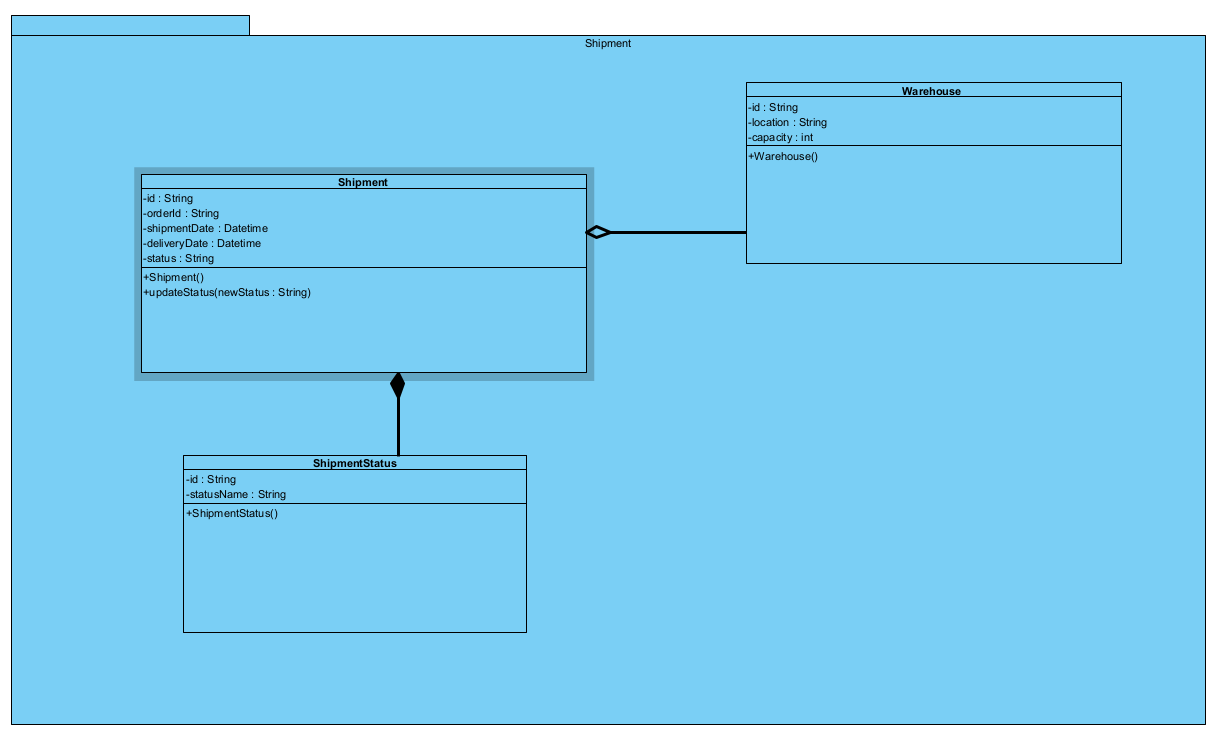 Shipment
Warehouse
-id : String
-location : String
-capacity : int
+Warehouse()
Shipment
-id : String
-orderId : String
-shipmentDate : Datetime
-deliveryDate : Datetime
-status : String
+Shipment()
+updateStatus(newStatus : String)
ShipmentStatus
-id : String
-statusName : String
+ShipmentStatus()